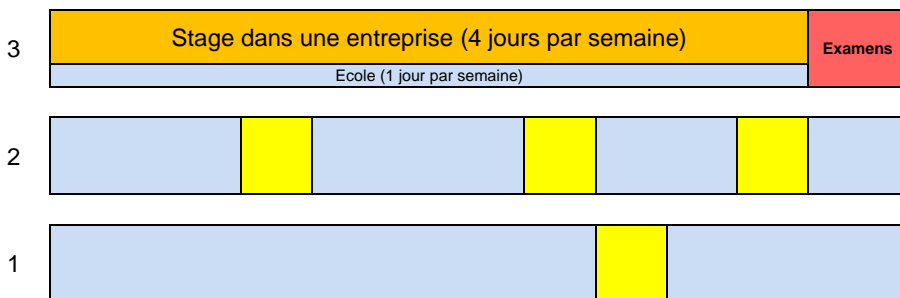 3
Stage dans une entreprise (4 jours par semaine)
Examens
Ecole (1 jour par semaine)
2
1